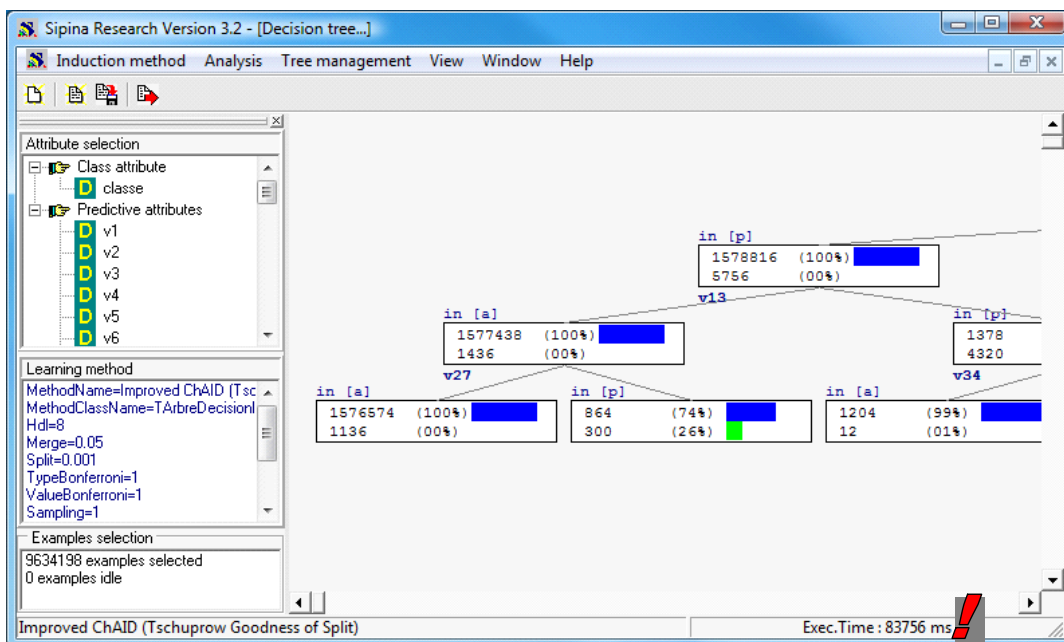 Sipina Research Version 3.2 - [Decision tree...]
Induction method Analysis Tree management View Window Help
Attribute selection
Class attribute
D classe
Predictive attributes
D v1
D v2
D v3
D v4
D v5
D v6
Learning method
MethodName=Improved ChAID (Tsc
MethodClassName=TArbreDecisionI
Hdl=8
Merge=0.05
Split=0.001
TypeBonferroni=1
ValueBonferroni=1
Sampling=1
Examples selection
9634198 examples selected
0 examples idle
in [p]
1578816 (100%)
5756 (00%)
v13
in [a]
1577438 (100%)
1436 (00%)
v27
in [p]
1378
4320
v34
in [a]
1576574 (100%)
1136 (00%)
in [p]
864 (74%)
300 (26%)
in [a]
1204 (99%)
12 (01%)
Improved ChAID (Tschuprow Goodness of Split)
Exec.Time : 83756 ms.